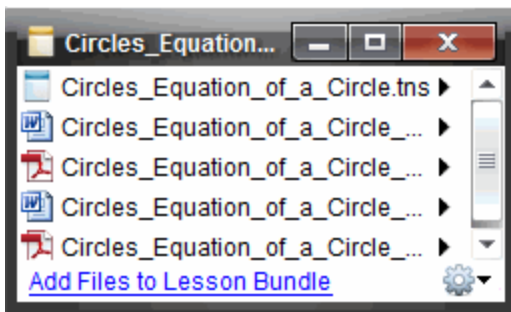 Circles_Equation...
Circles_Equation_of_a_Circle.tns
Circles_Equation_of_a_Circle_...
Circles_Equation_of_a_Circle_...
Circles_Equation_of_a_Circle_...
Circles_Equation_of_a_Circle_...
Add Files to Lesson Bundle